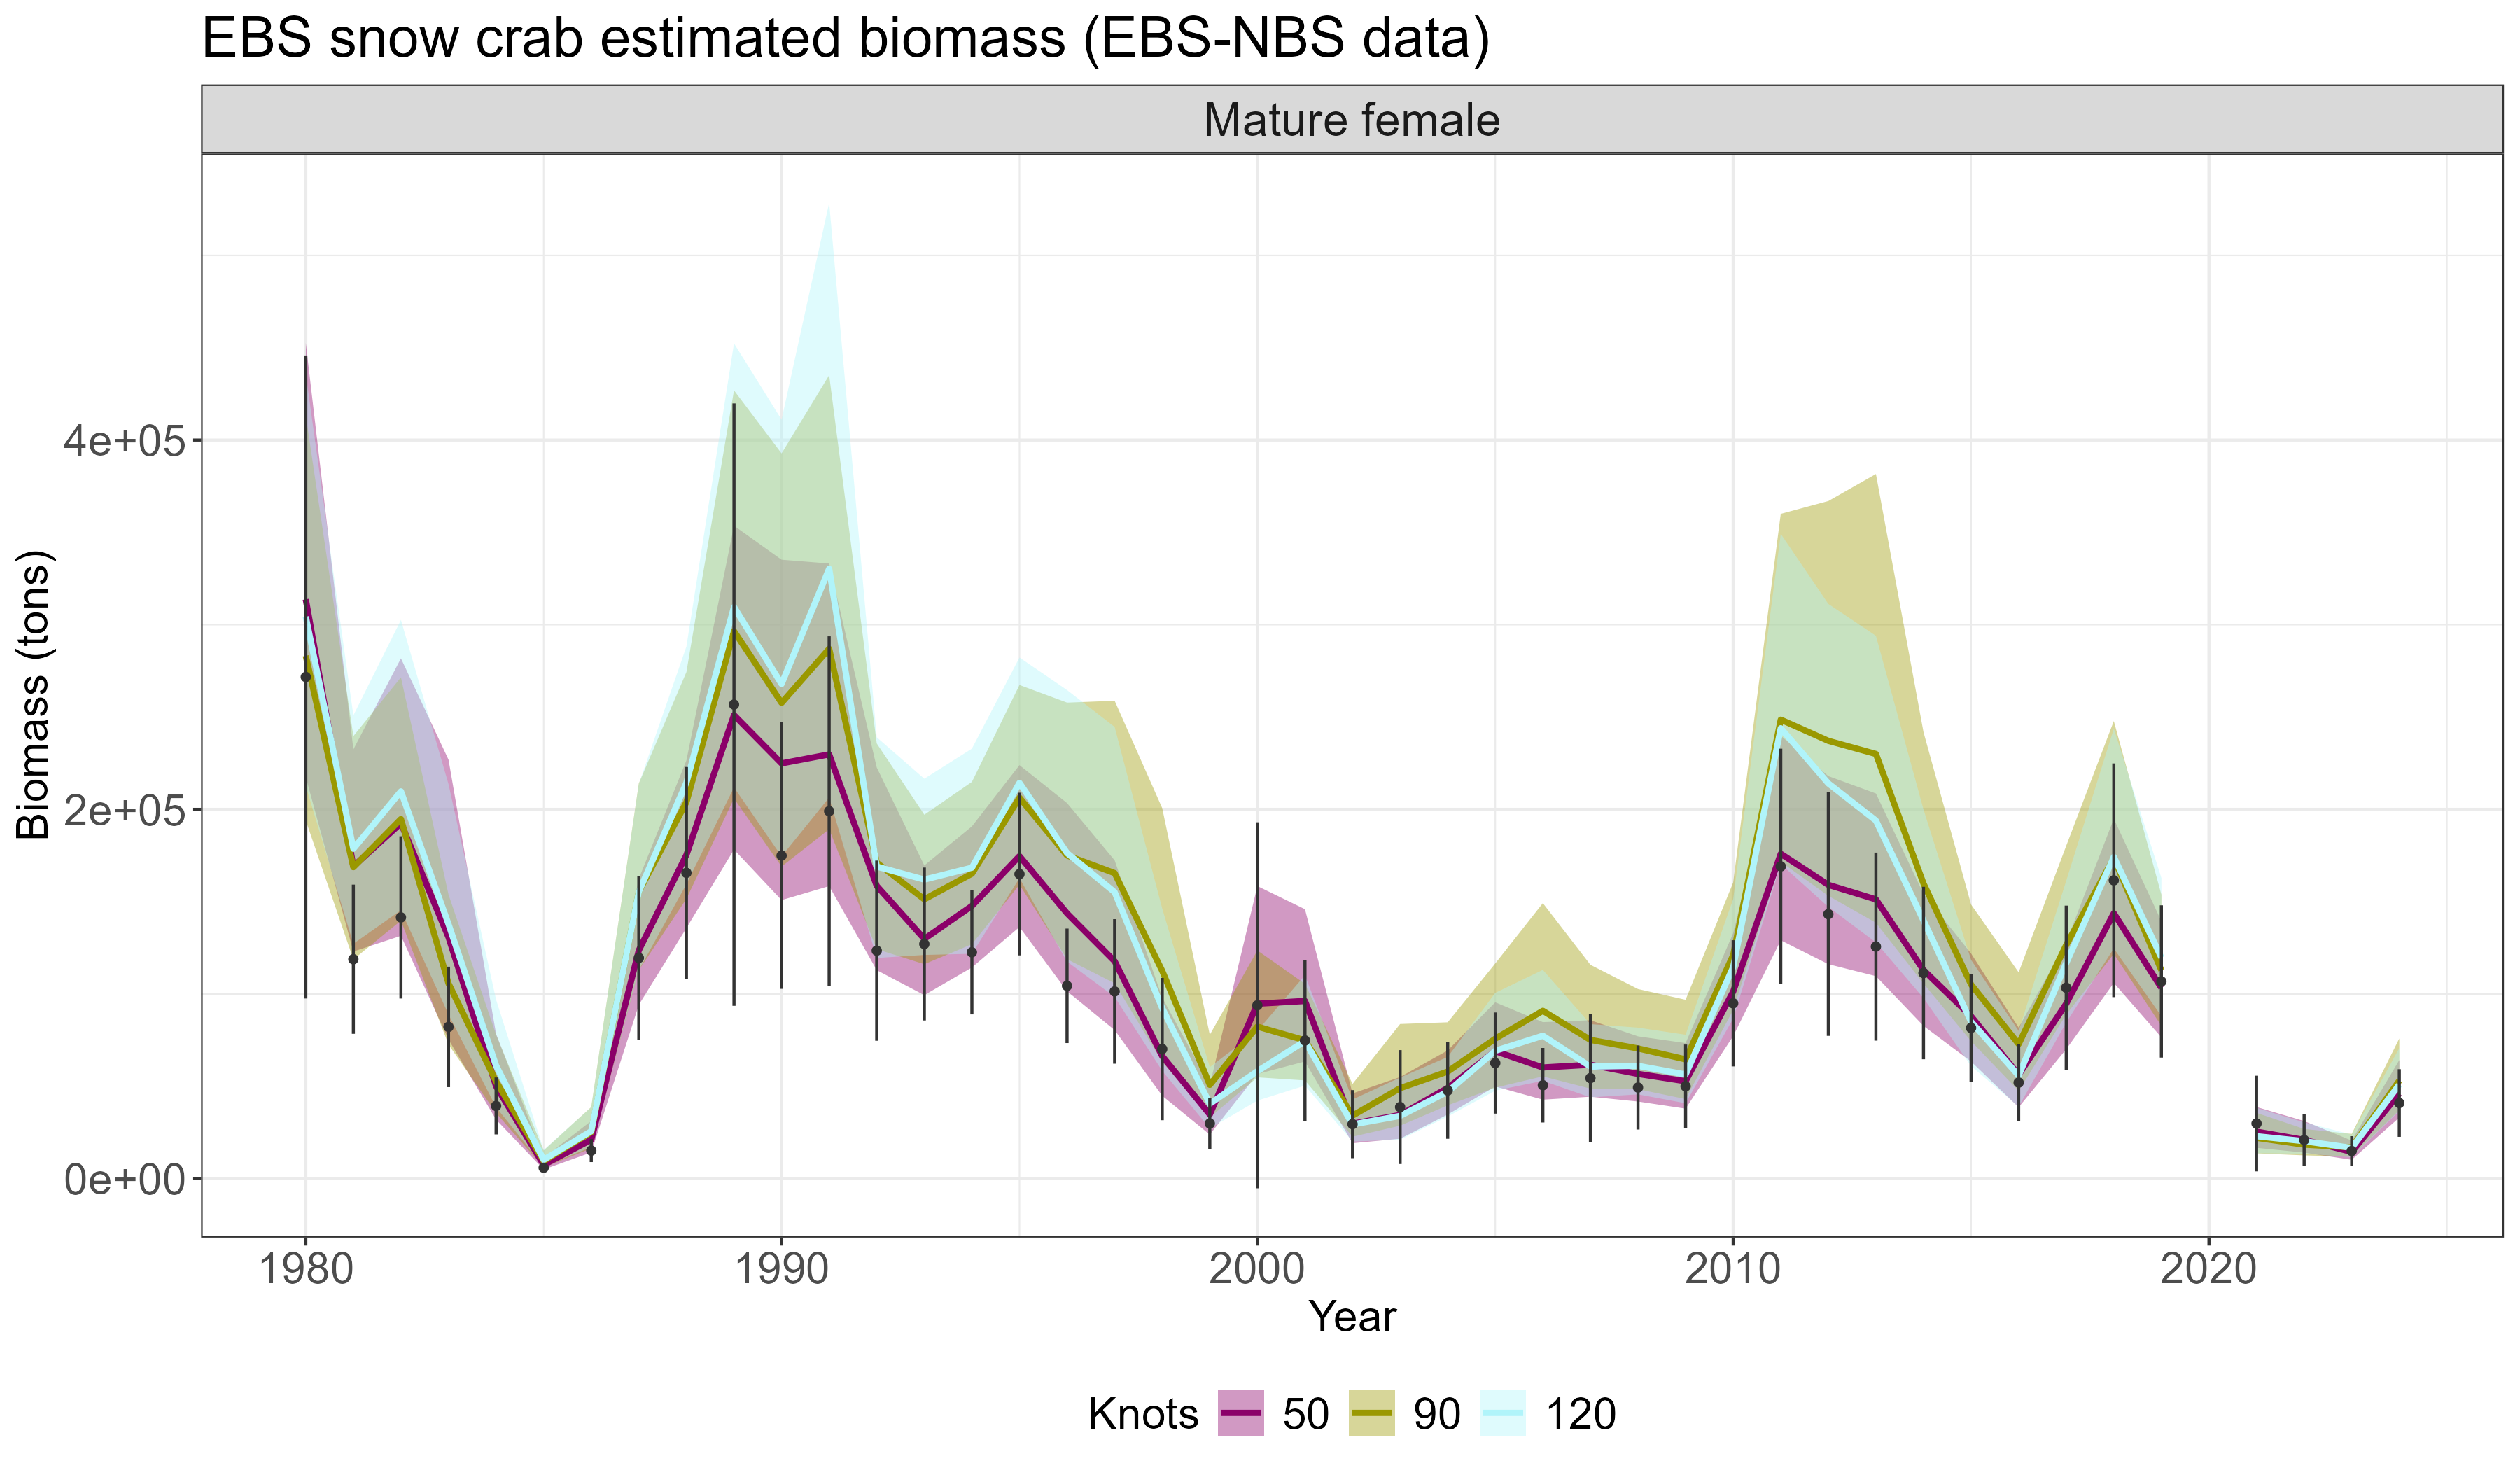 EBS snow crab estimated biomass (EBS-NBS data)
Mature female
Biomass (tons)
4e+05
2e+05
0e+00
1980 1990 2000 2010 2020
Year
Knots 50 90 120